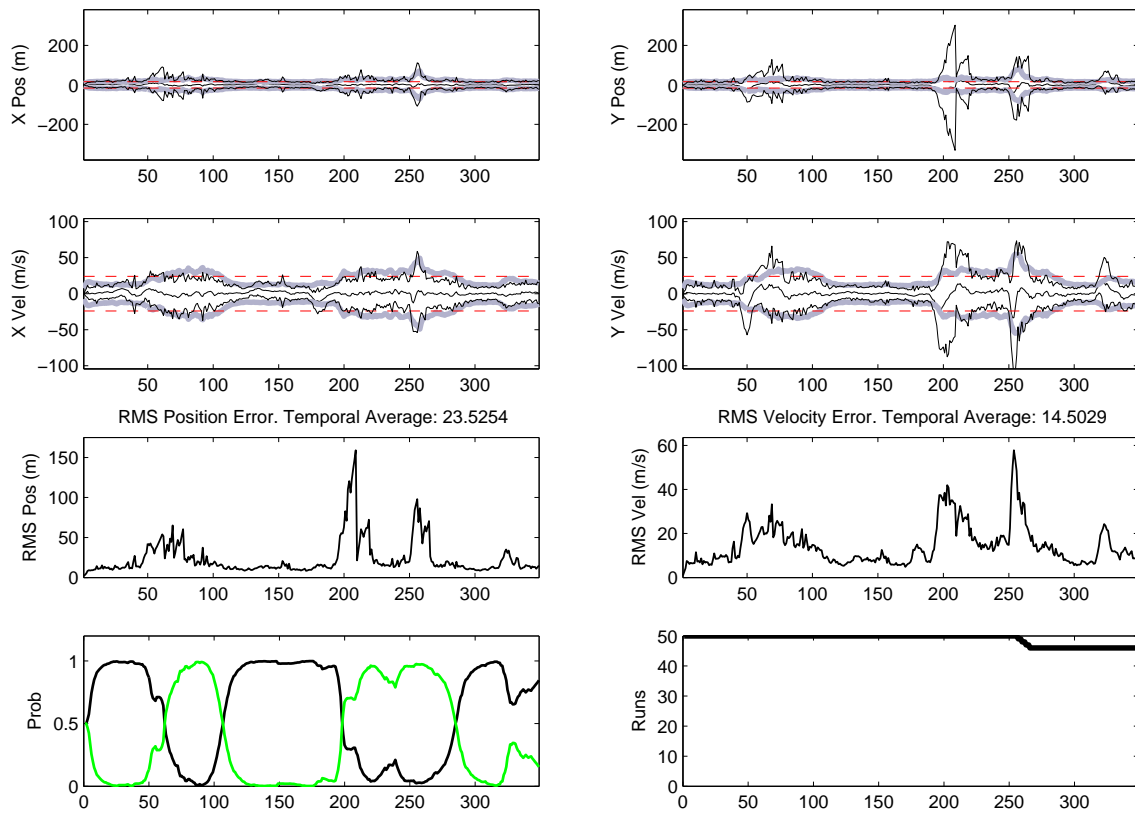 X Pos (m)
200
0
−200
50 100 150 200 250 300
Y Pos (m)
200
0
−200
50 100 150 200 250 300
X Vel (m/s)
100
50
0
−50
−100
50 100 150 200 250 300
Y Vel (m/s)
100
50
0
−50
−100
50 100 150 200 250 300
RMS Position Error. Temporal Average: 23.5254
RMS Pos (m)
150
100
50
0
0 50 100 150 200 250 300
RMS Velocity Error. Temporal Average: 14.5029
RMS Vel (m/s)
60
40
20
0
0 50 100 150 200 250 300
Prob
1
0.5
0
0 50 100 150 200 250 300
Runs
50
40
30
20
10
0
0 50 100 150 200 250 300